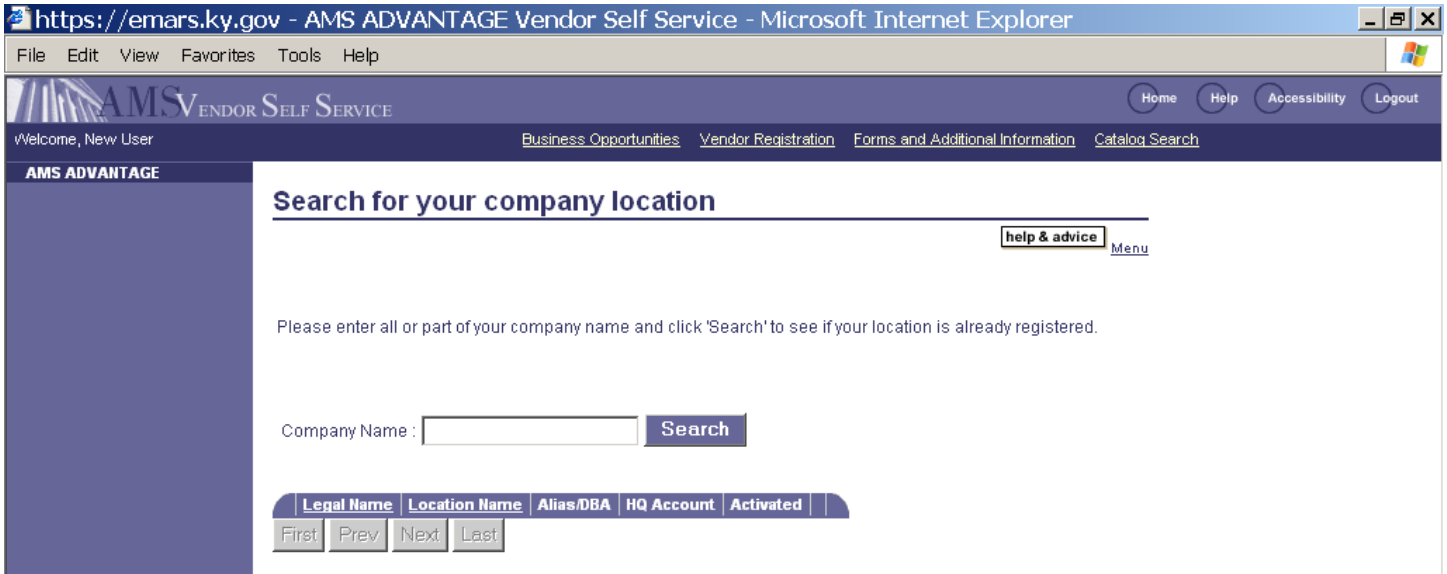 https://emars.ky.gov - AMS ADVANTAGE Vendor Self Service - Microsoft Internet Explorer
File Edit View Favorites Tools Help
AMS VENDOR SELF SERVICE Home Help Accessibility Logout
Welcome, New User Business Opportunities Vendor Registration Forms and Additional Information Catalog Search
AMS ADVANTAGE
Search for your company location
help & advice Menu
Please enter all or part of your company name and click 'Search' to see if your location is already registered.
Company Name : Search
Legal Name Location Name Alias/DBA HQ Account Activated
First Prev Next Last